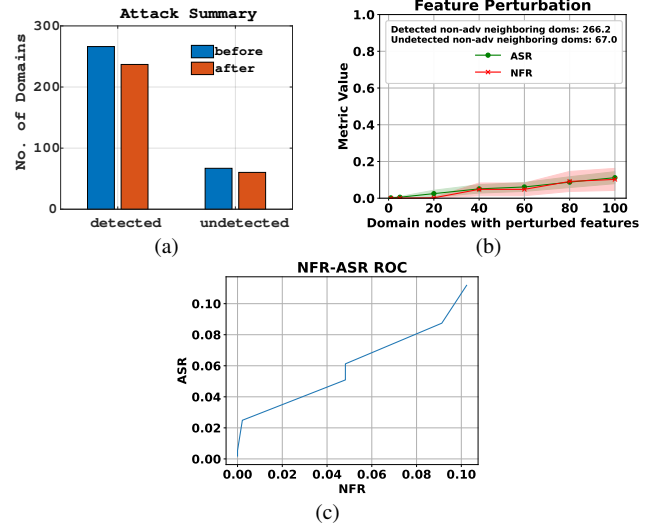 Attack Summary
300
200
100
0
No. of Domains
before
after
detected
undetected
(a)
Feature Perturbation
1.0
0.8
0.6
0.4
0.2
0.0
Metric Value
Detected non-adv neighboring doms: 266.2
Undetected non-adv neighboring doms: 67.0
ASR
NFR
20 40 60 80 100
Domain nodes with perturbed features
(b)
NFR-ASR ROC
0.10
0.08
0.06
0.04
0.02
0.00
ASR
0.00 0.02 0.04 0.06 0.08 0.10
NFR
(c)